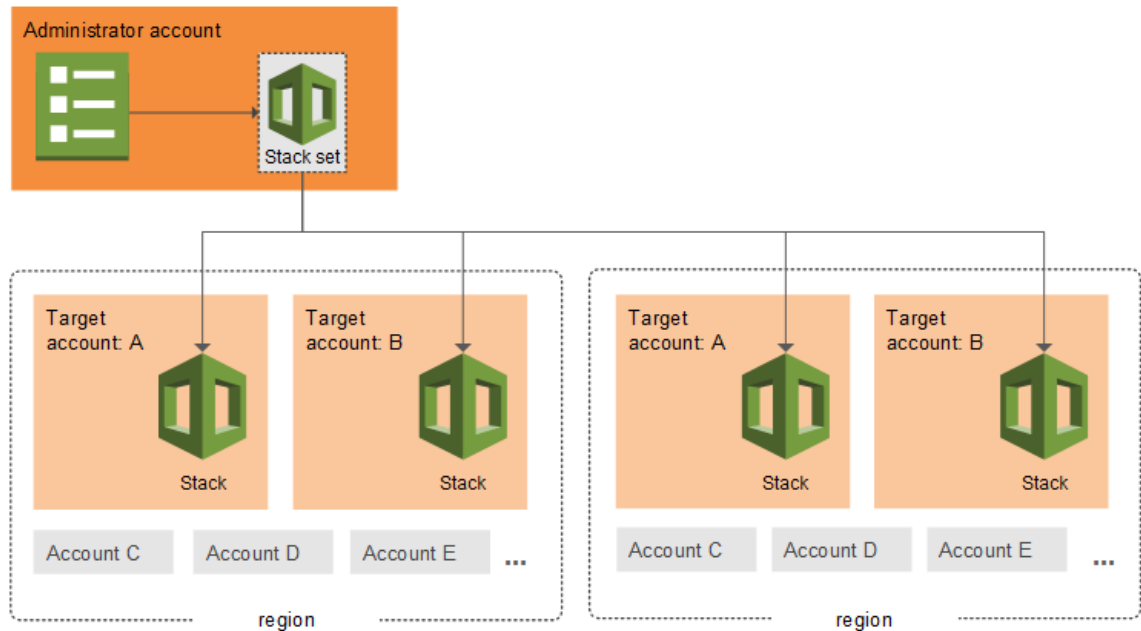 Administrator account
Stack set
Target
account: A
Stack
Target
account: B
Stack
Account C
Account D
Account E
...
region
Target
account: A
Stack
Target
account: B
Stack
Account C
Account D
Account E
...
region